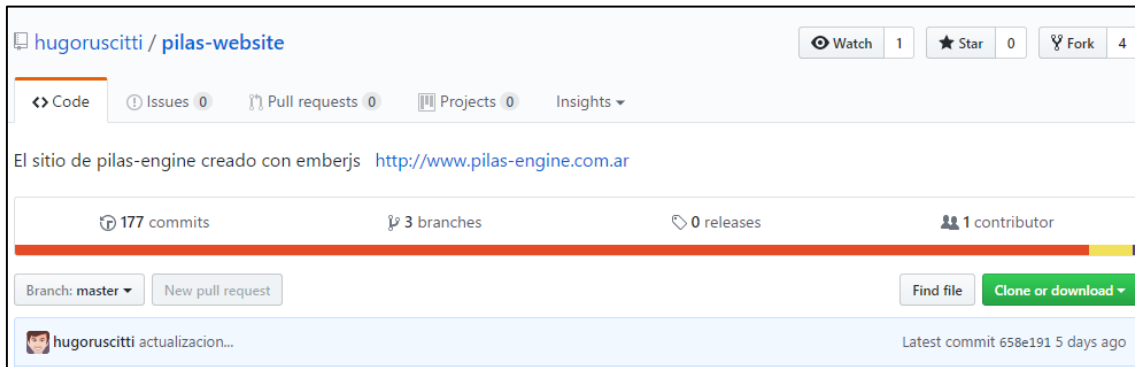 hugoruscitti / pilas-website Watch 1 Star 0 Fork 4
Code Issues 0 Pull requests 0 Projects 0 Insights
El sitio de pilas-engine creado con emberjs http://www.pilas-engine.com.ar
177 commits 3 branches 0 releases 1 contributor
Branch: master New pull request Find file Clone or download
hugoruscitti actualizacion... Latest commit 658e191 5 days ago